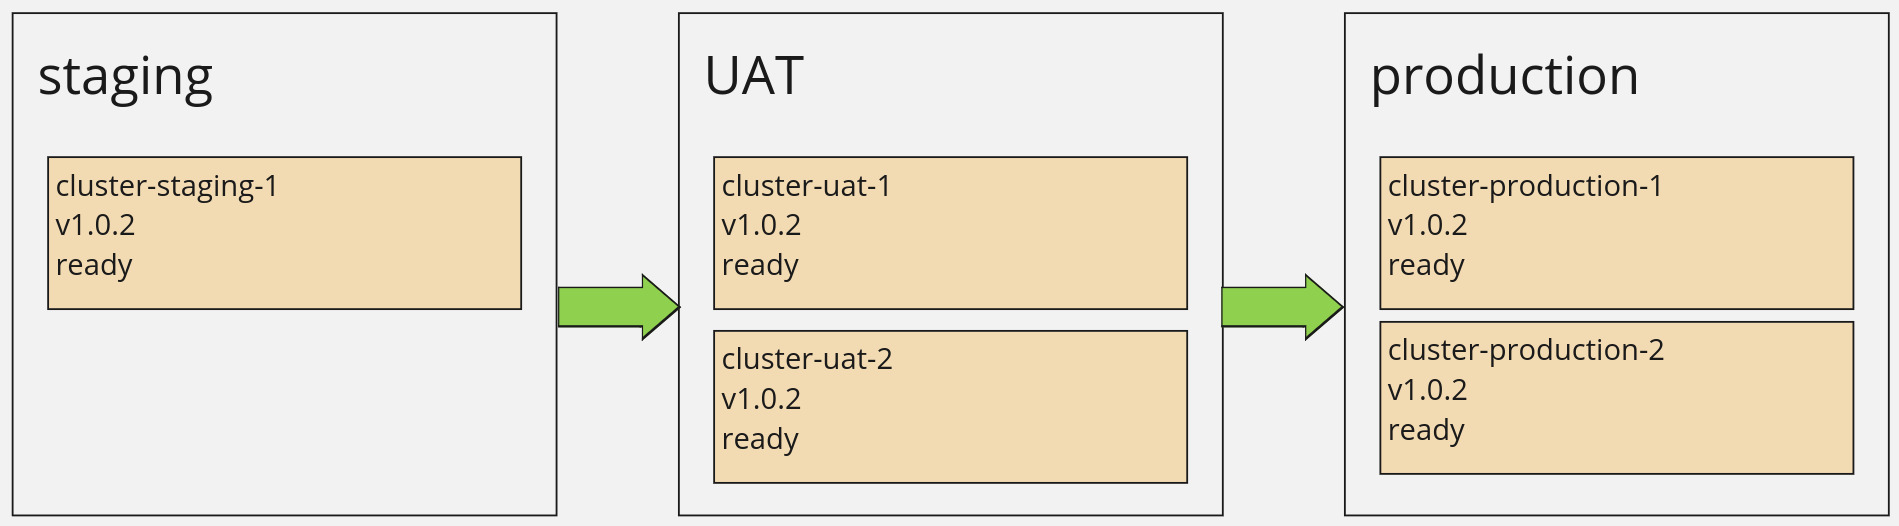 staging
cluster-staging-1
v1.0.2
ready
UAT
cluster-uat-1
v1.0.2
ready
cluster-uat-2
v1.0.2
ready
production
cluster-production-1
v1.0.2
ready
cluster-production-2
v1.0.2
ready